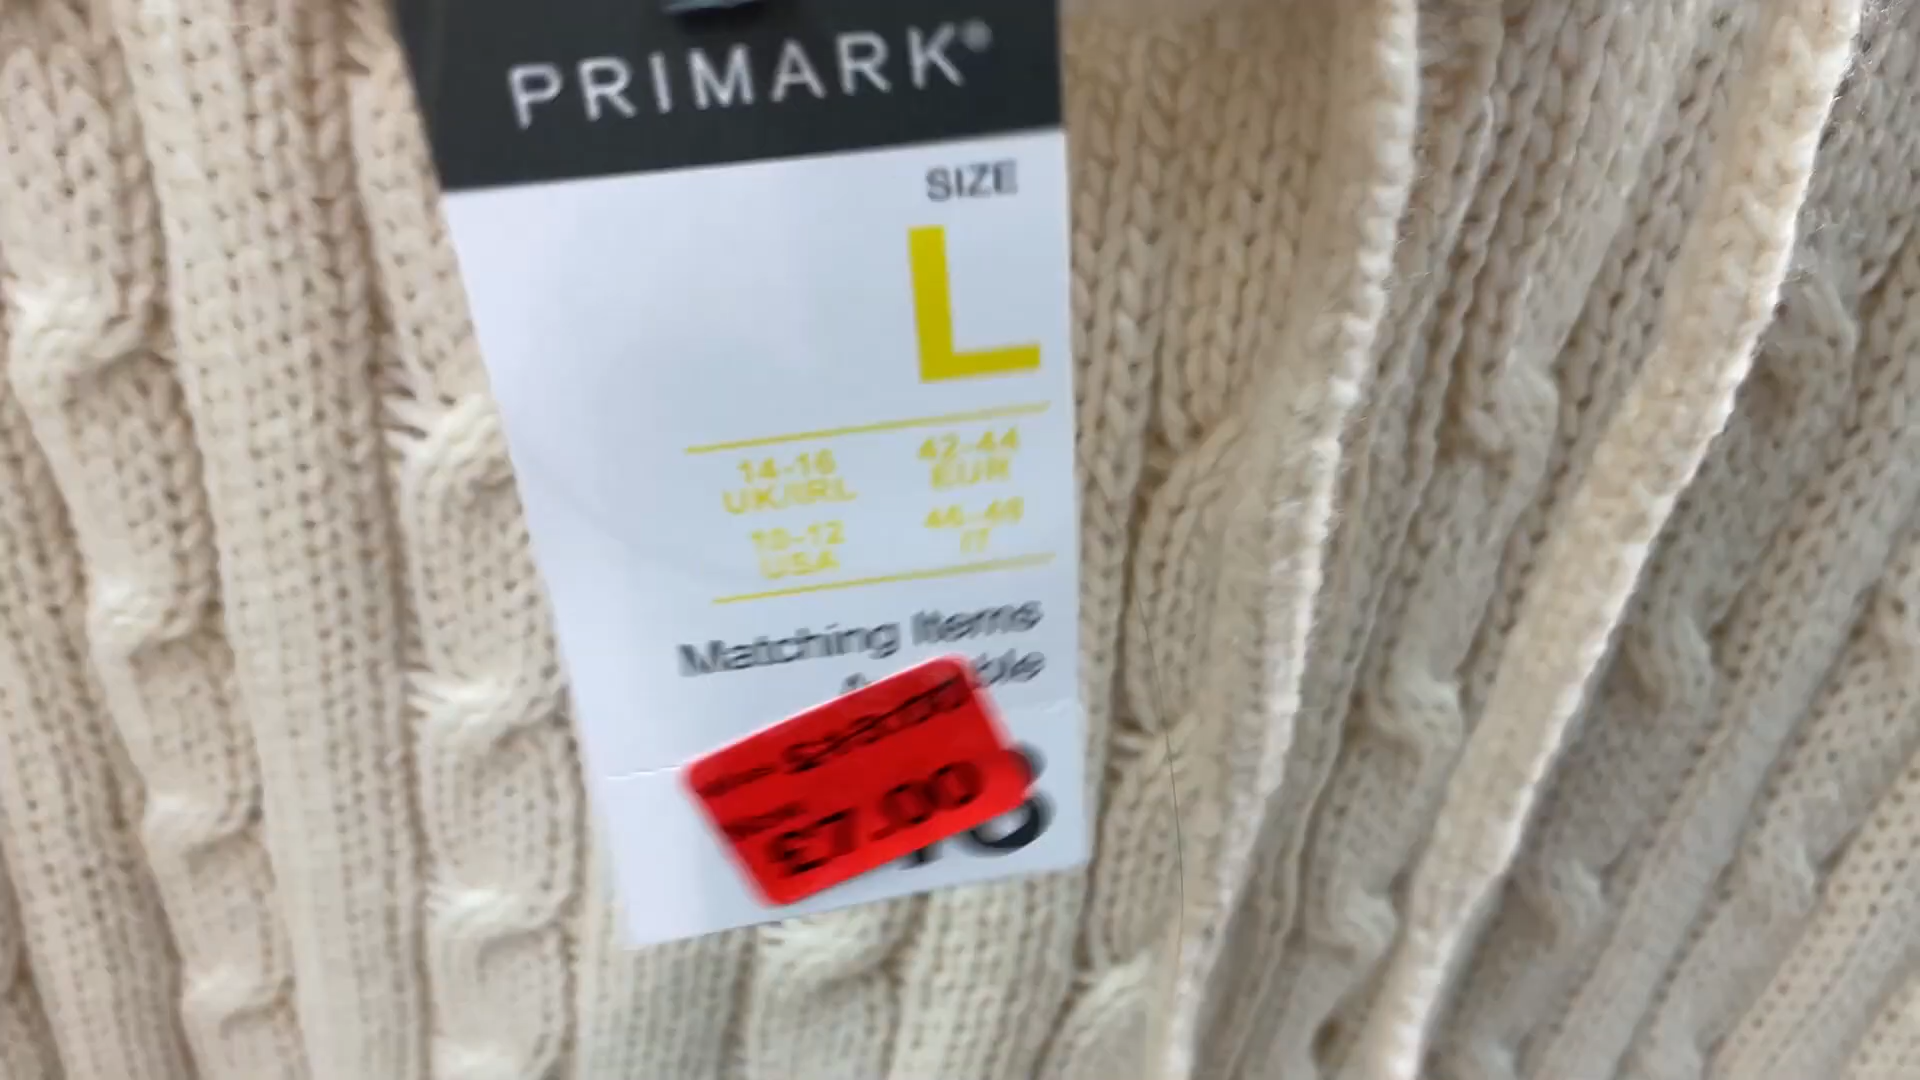 PRIMARK®
SIZE
L
14-16
UK/IRL
42-44
EUR
10-12
USA
46-48
IT
Matching Items
£7.00